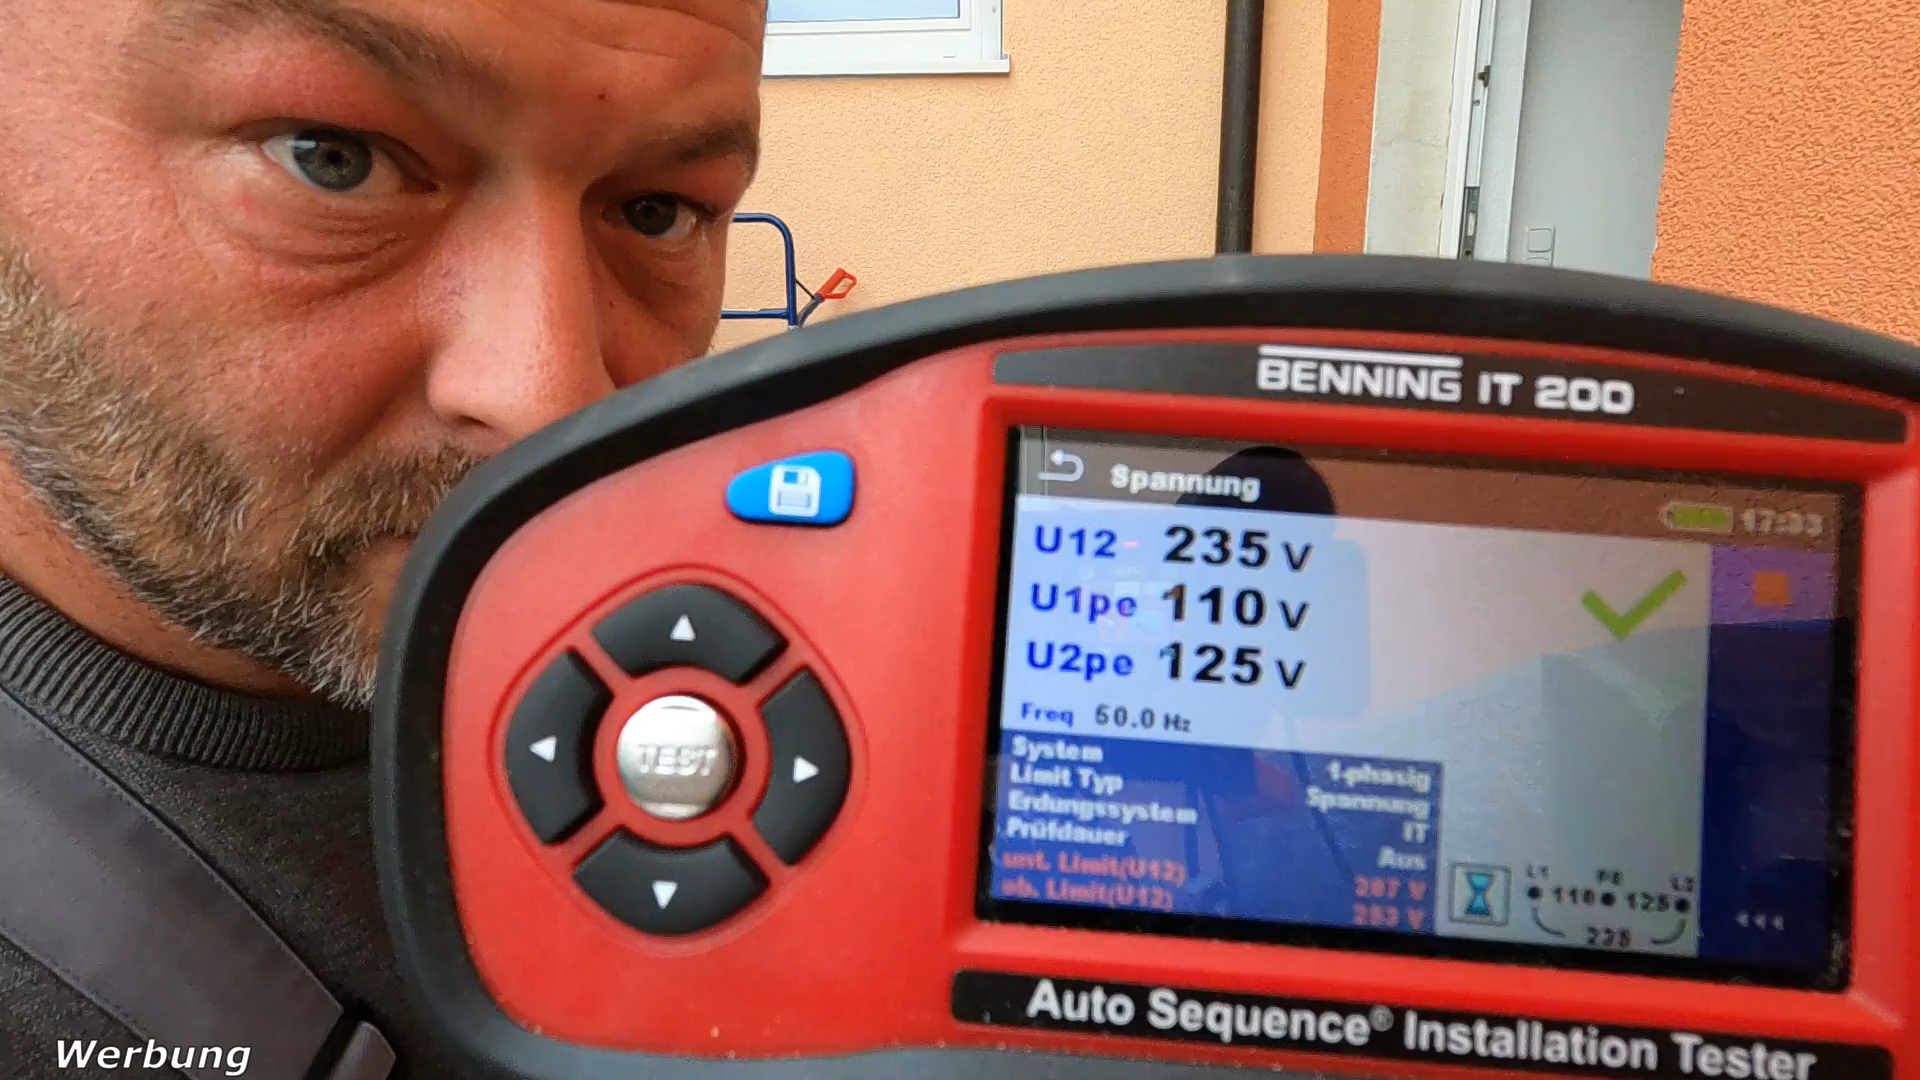 BENNING IT 200
Spannung
17:33
U12 235 V
U1pe 110 V
U2pe 125 V
Freq 50.0 Hz
System 1-phasig
Limit Typ Spannung
Erdungssystem IT
Prüfdauer Aus
unt. Limit(U12) 207 V
ob. Limit(U12) 253 V
L1 PE L2
110 125
235
TEST
Auto Sequence® Installation Tester
Werbung